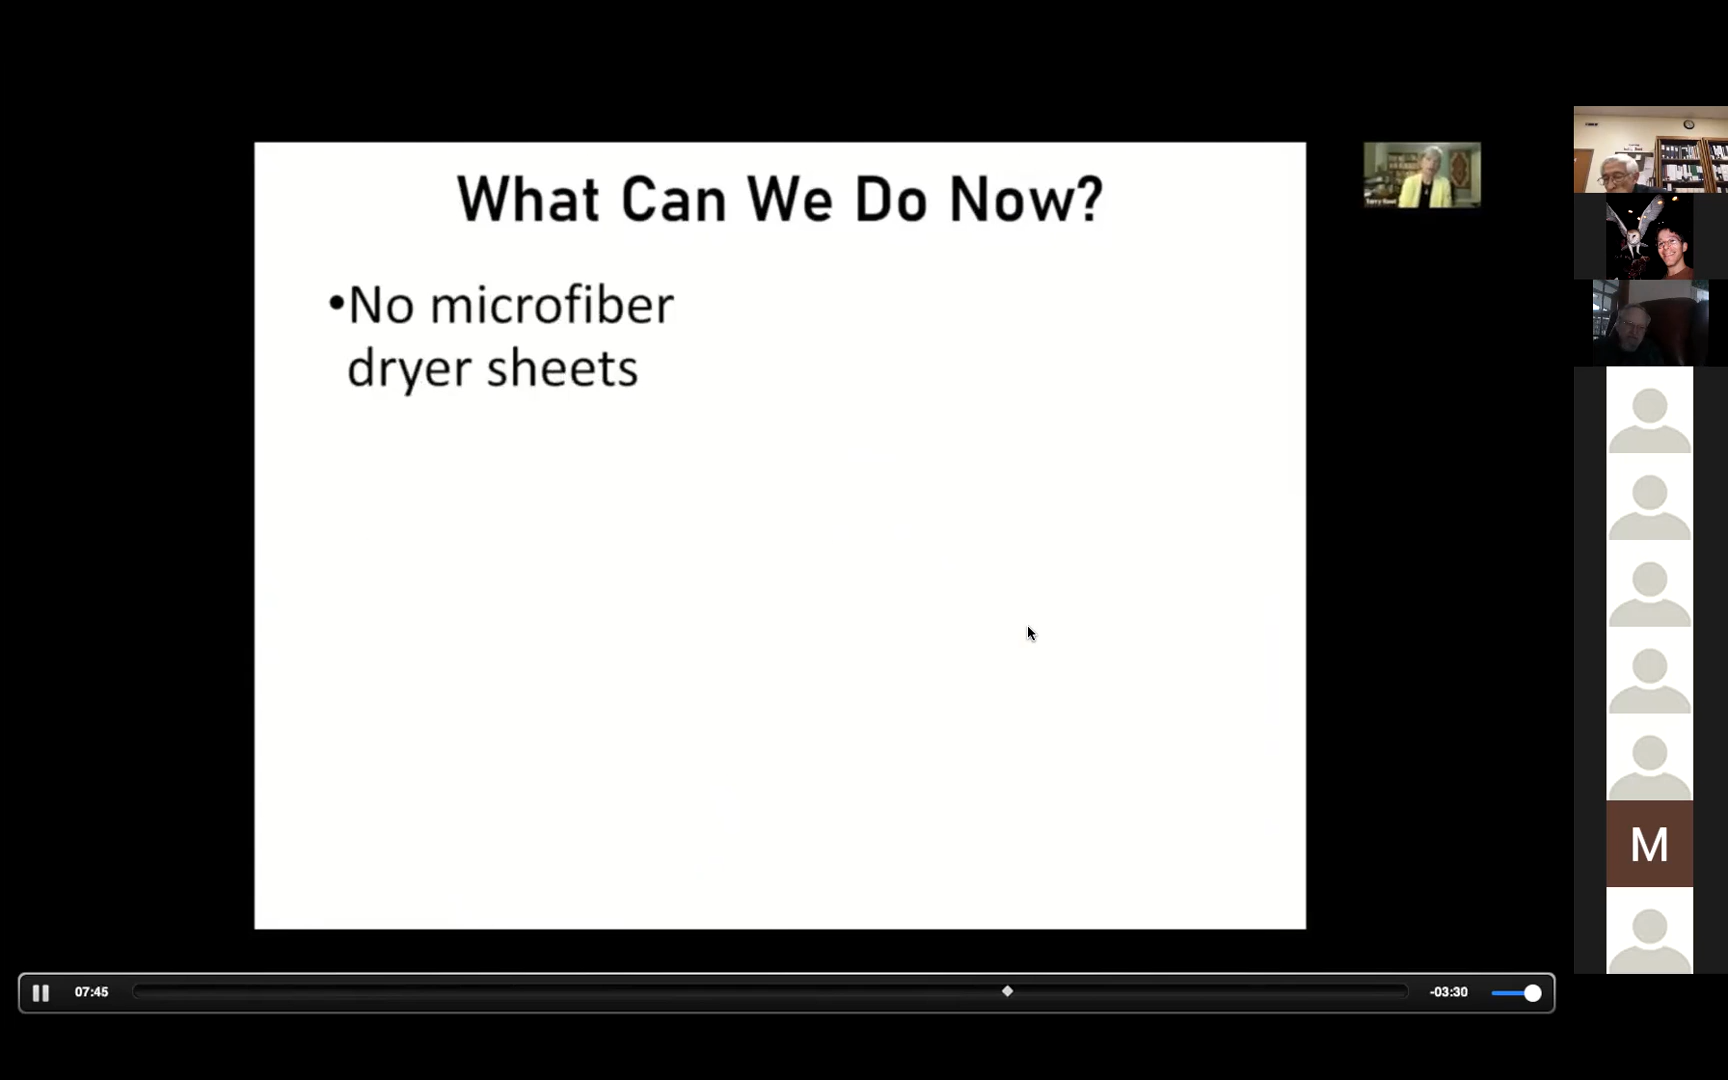 What Can We Do Now?
•No microfiber
dryer sheets
M
07:45
-03:30